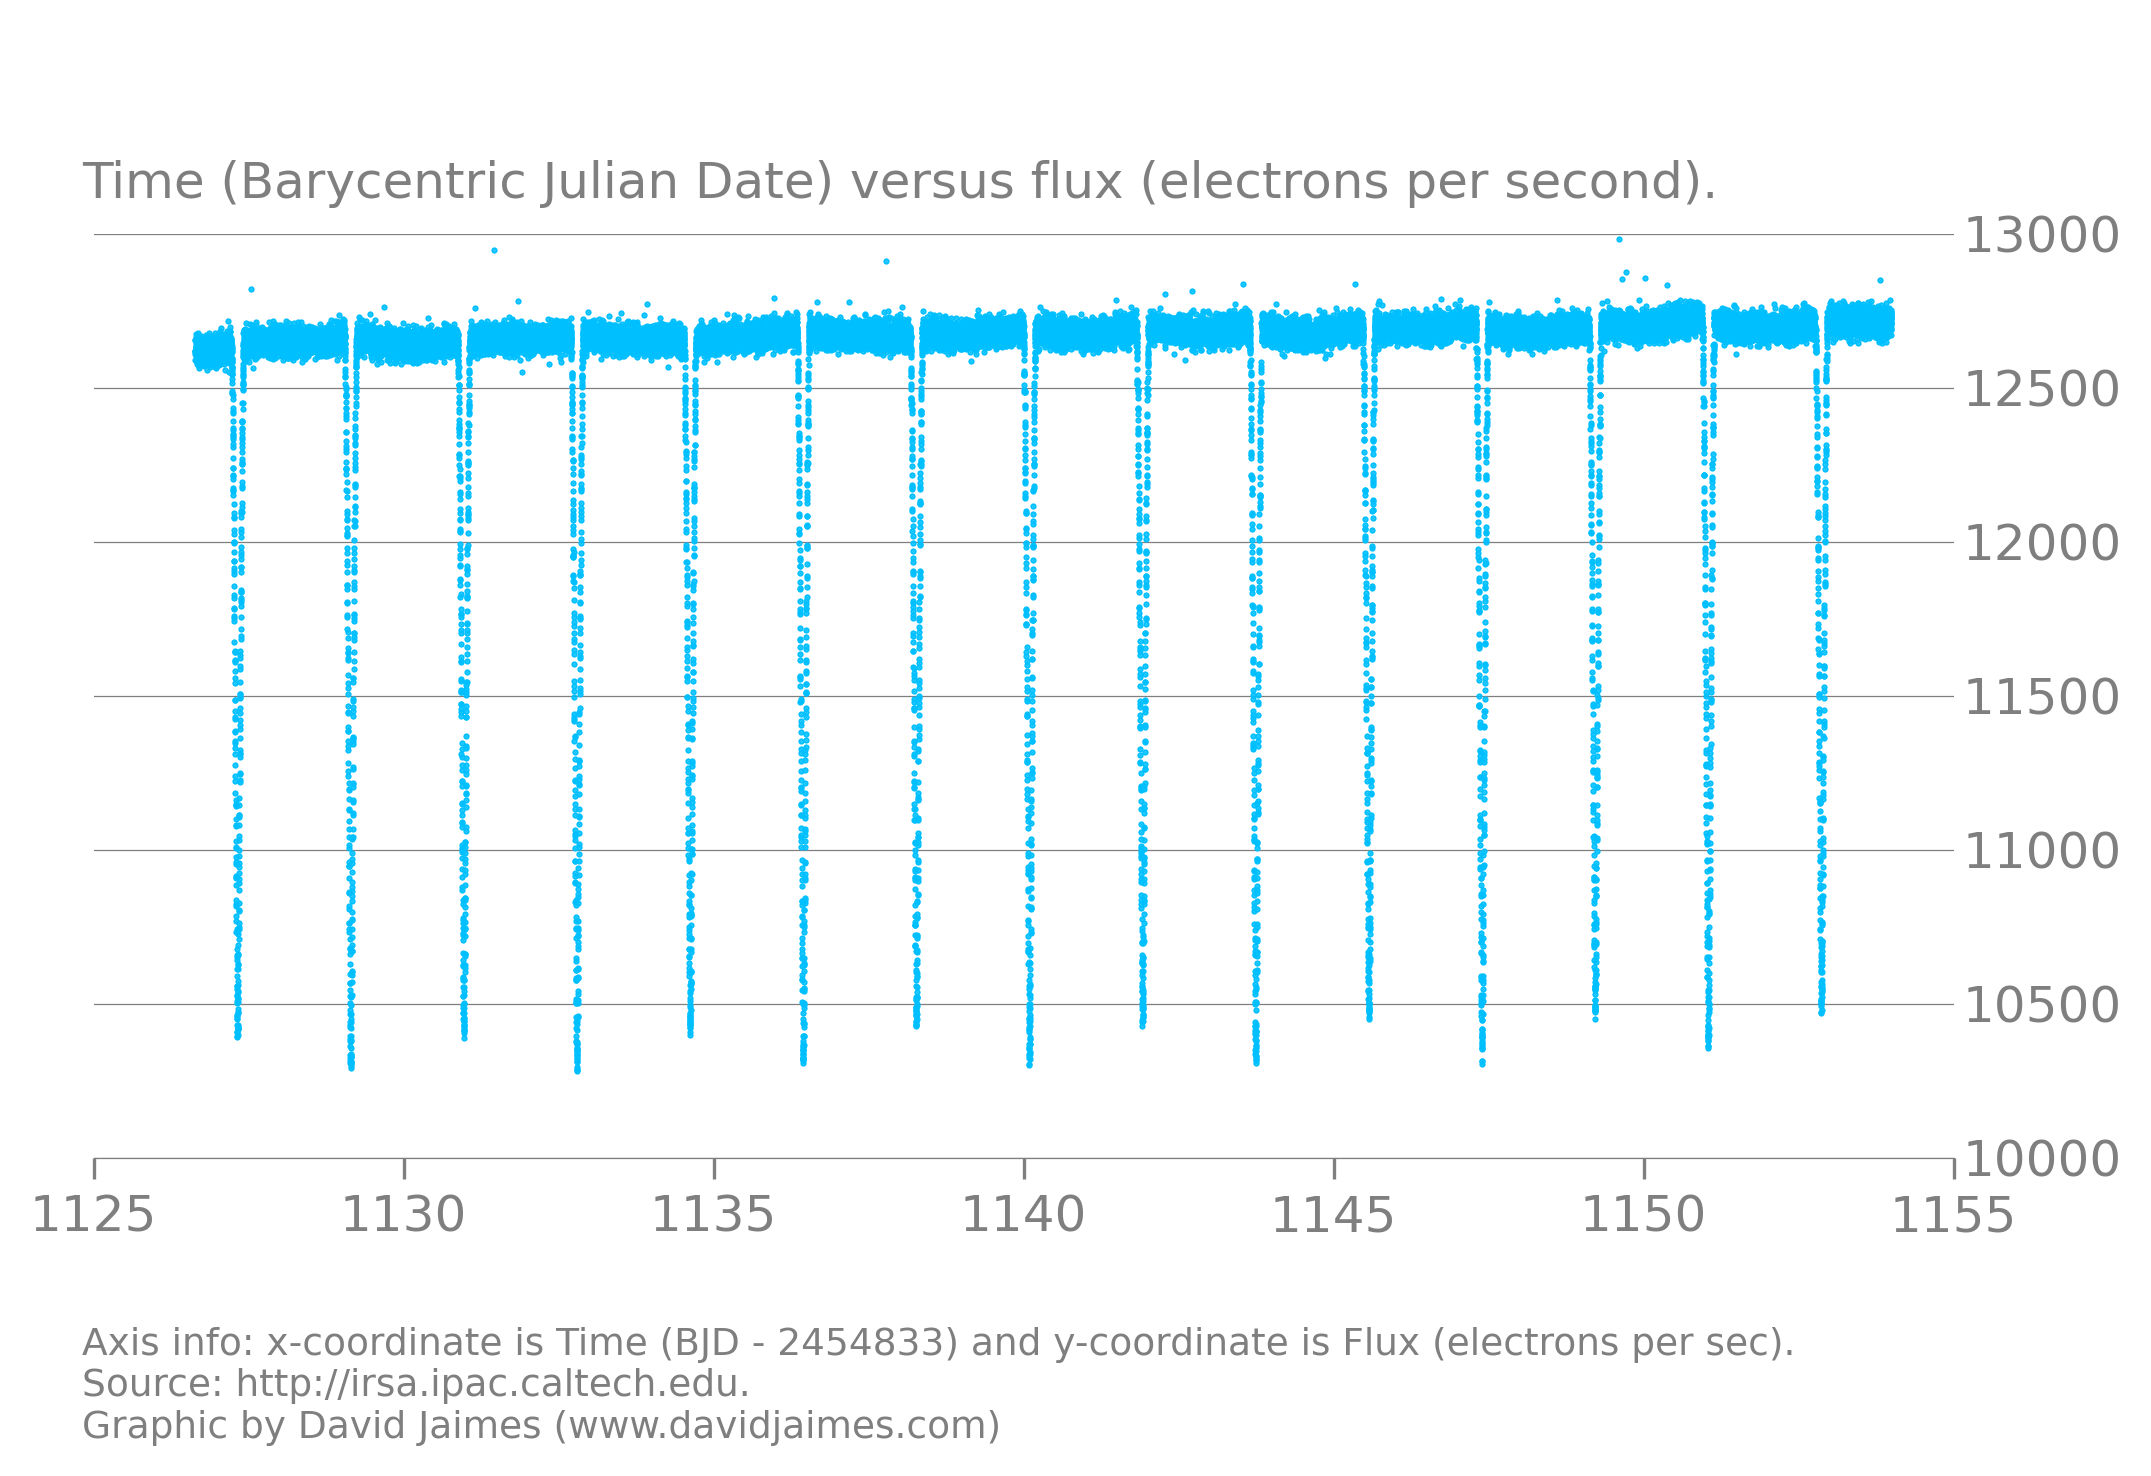 Time (Barycentric Julian Date) versus flux (electrons per second).
13000
12500
12000
11500
11000
10500
10000
1125 1130 1135 1140 1145 1150 1155
Axis info: x-coordinate is Time (BJD - 2454833) and y-coordinate is Flux (electrons per sec).
Source: http://irsa.ipac.caltech.edu.
Graphic by David Jaimes (www.davidjaimes.com)